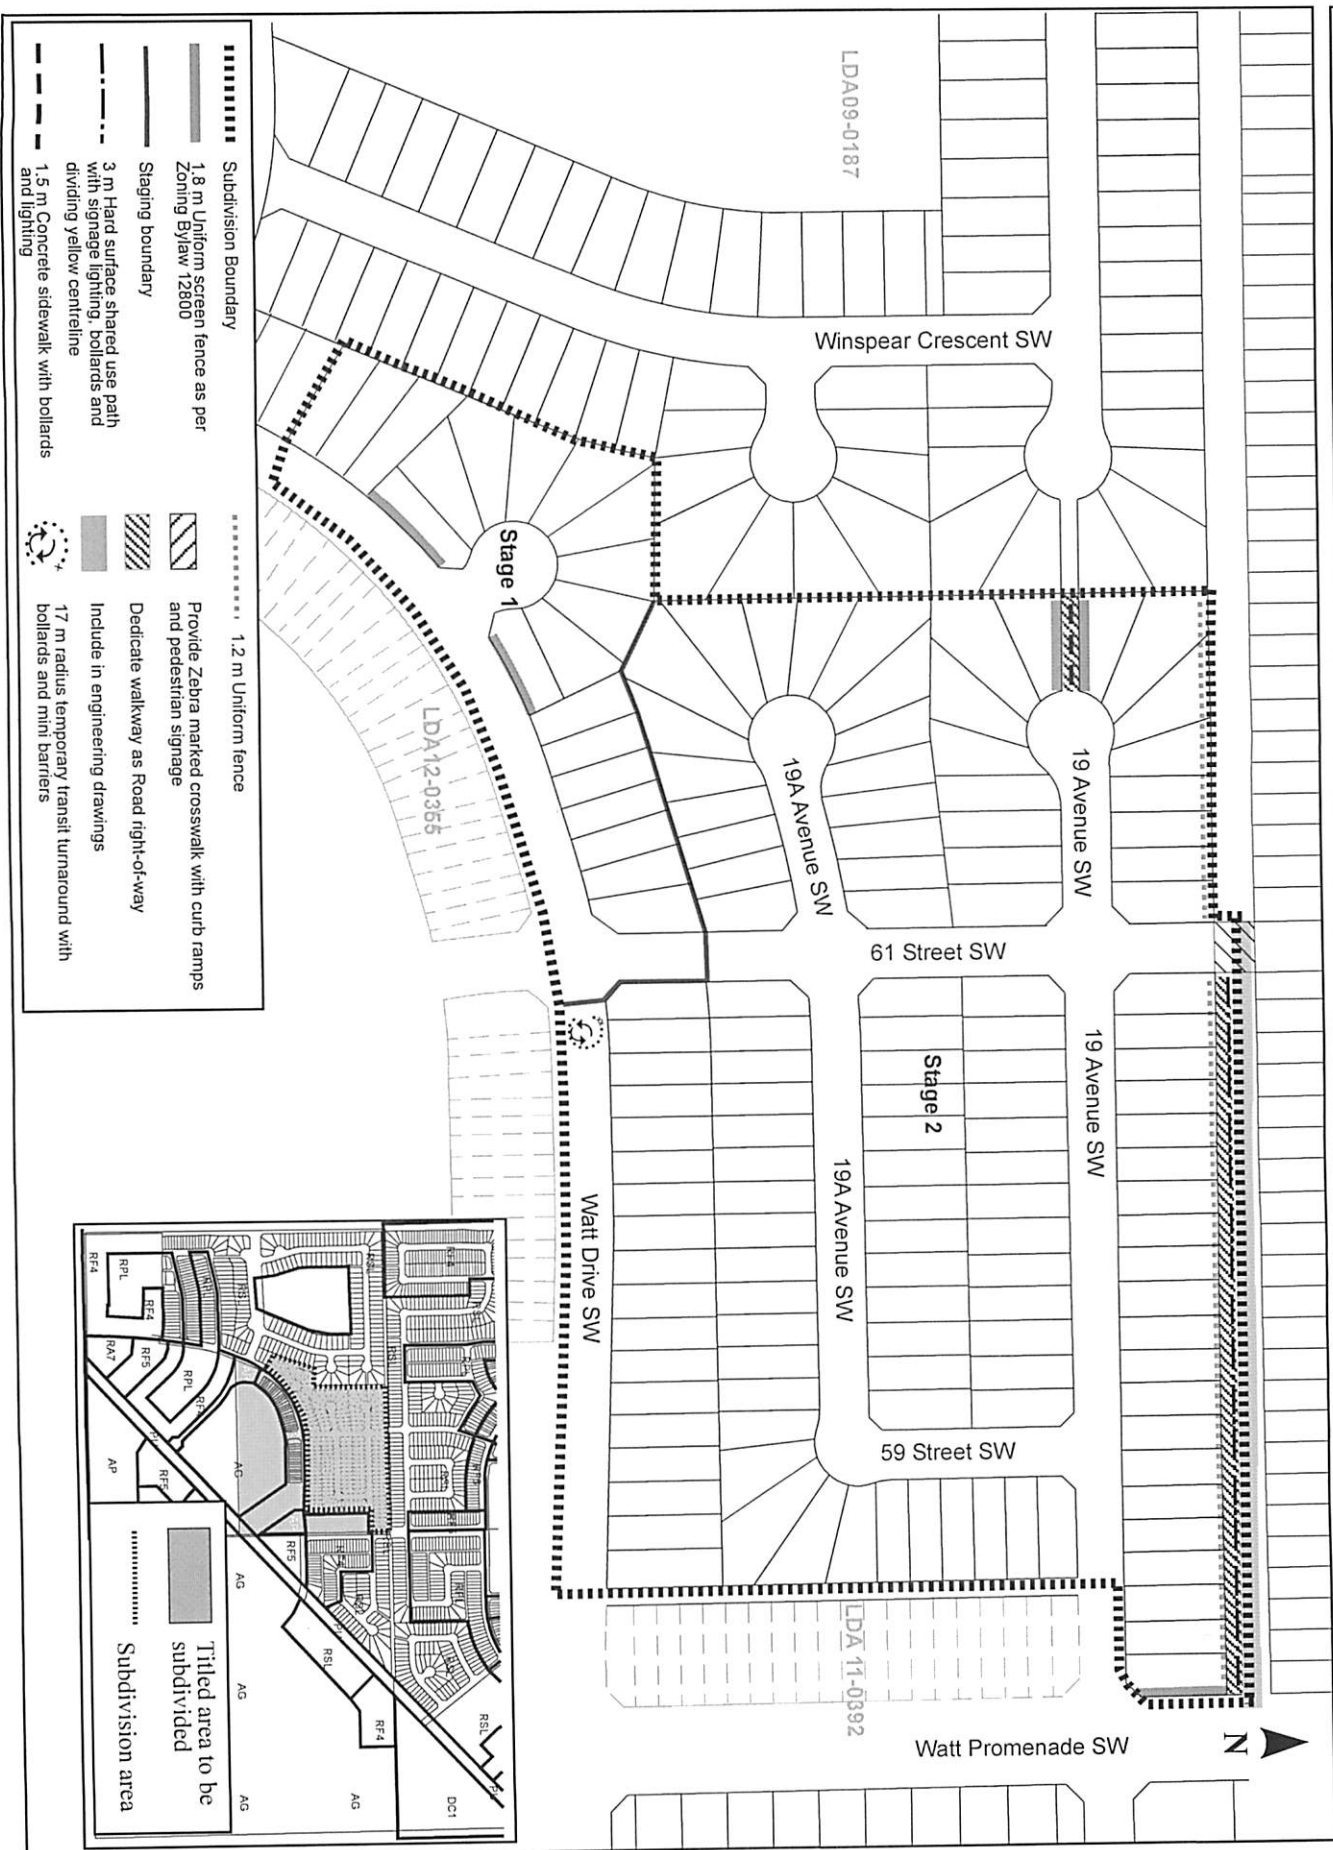 LDA09-0187
Winspear Crescent SW
Stage 1
LDA12-0355
19A Avenue SW
19 Avenue SW
61 Street SW
Stage 2
19 Avenue SW
19A Avenue SW
Watt Drive SW
59 Street SW
LDA 11-0392
Watt Promenade SW
N
Subdivision Boundary
1.8 m Uniform screen fence as per
Zoning Bylaw 12800
Staging boundary
3 m Hard surface shared use path
with signage lighting, bollards and
dividing yellow centreline
1.5 m Concrete sidewalk with bollards
and lighting
1.2 m Uniform fence
Provide Zebra marked crosswalk with curb ramps
and pedestrian signage
Dedicate walkway as Road right-of-way
Include in engineering drawings
17 m radius temporary transit turnaround with
bollards and mini barriers
RF4
RPL
RF4
RPL
RSL
RSL
RF4
RA7
RF5
RPL
AP
RF5
AG
RF5
AG
AG
AG
AG
RSL
RF4
RSL
DC1
Titled area to be
subdivided
Subdivision area